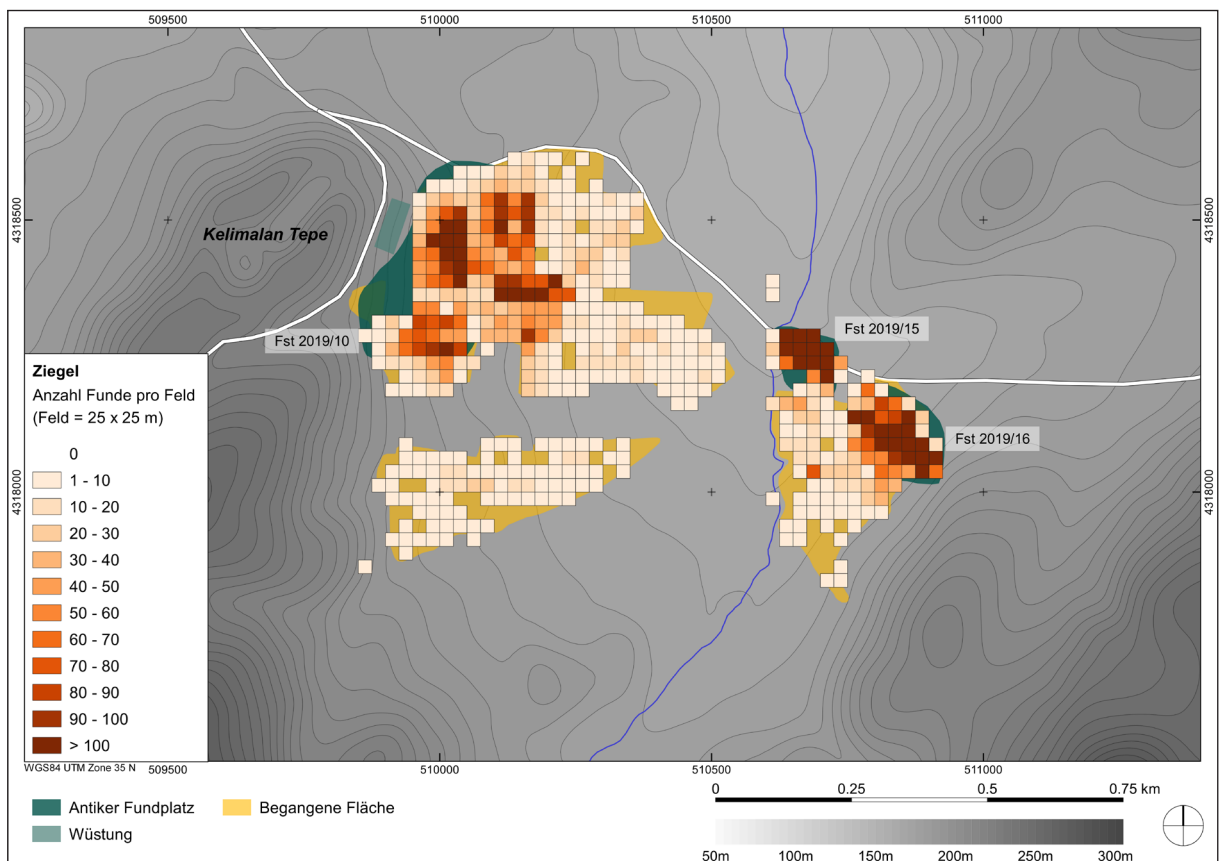 509500 510000 510500 511000
4318500 4318500
Kelimalan Tepe
Fst 2019/15
Fst 2019/10
Ziegel
Anzahl Funde pro Feld
(Feld = 25 x 25 m)
0
1 - 10
10 - 20
20 - 30
30 - 40
40 - 50
50 - 60
60 - 70
70 - 80
80 - 90
90 - 100
> 100
Fst 2019/16
4318000 4318000
WGS84 UTM Zone 35 N
509500 510000 510500 511000
Antiker Fundplatz
Begangene Fläche
Wüstung
0 0.25 0.5 0.75 km
50m 100m 150m 200m 250m 300m